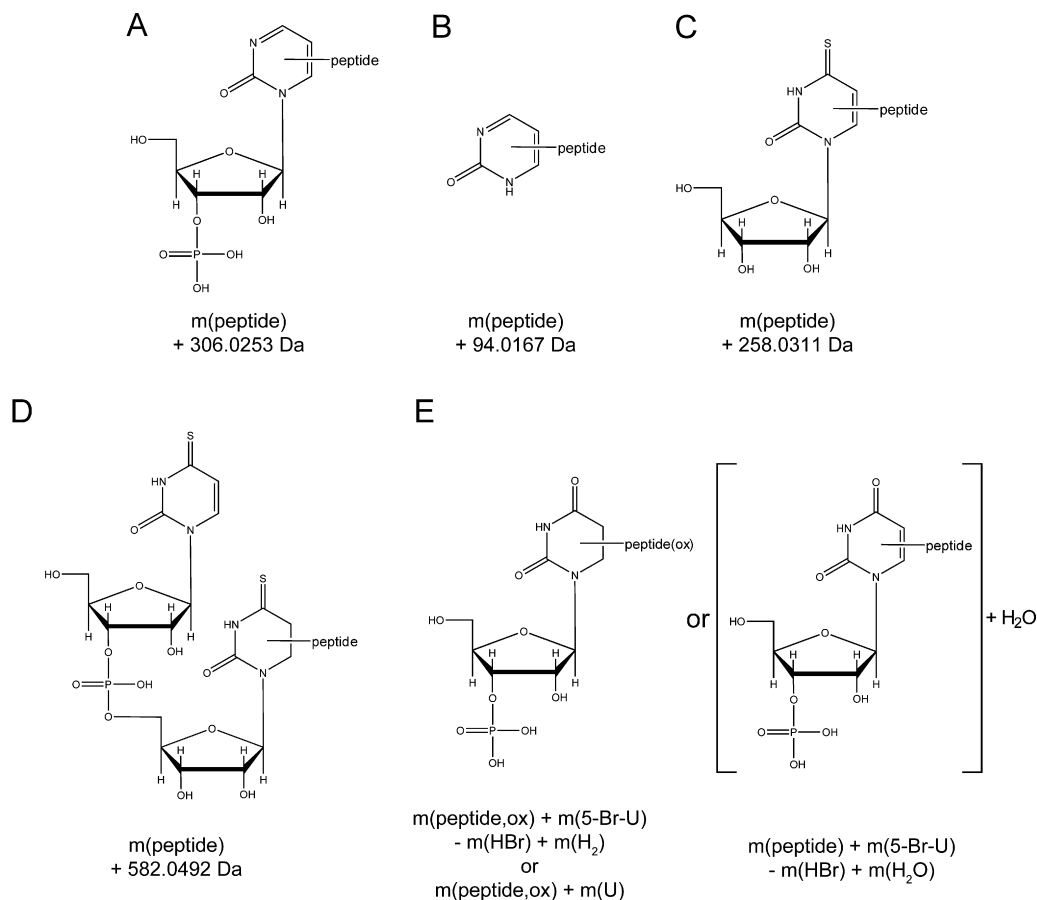 A
N
peptide
O
N
HO
O
H
H
H
H
O
OH
O
P
OH
OH
m(peptide)
+ 306.0253 Da
B
N
peptide
O
N
H
m(peptide)
+ 94.0167 Da
C
S
HN
peptide
O
N
HO
O
H
H
H
H
OH
OH
m(peptide)
+ 258.0311 Da
D
S
HN
O
N
HO
O
H
H
H
H
O
OH
O
P
OH
O
S
HN
peptide
O
N
O
H
H
H
H
OH
OH
m(peptide)
+ 582.0492 Da
E
O
HN
peptide(ox)
O
N
HO
O
H
H
H
H
O
OH
O
P
OH
OH
m(peptide,ox) + m(5-Br-U)
- m(HBr) + m(H2)
or
m(peptide,ox) + m(U)
or
O
HN
peptide
O
N
HO
O
H
H
H
H
O
OH
O
P
OH
OH
+ H2O
m(peptide) + m(5-Br-U)
- m(HBr) + m(H2O)